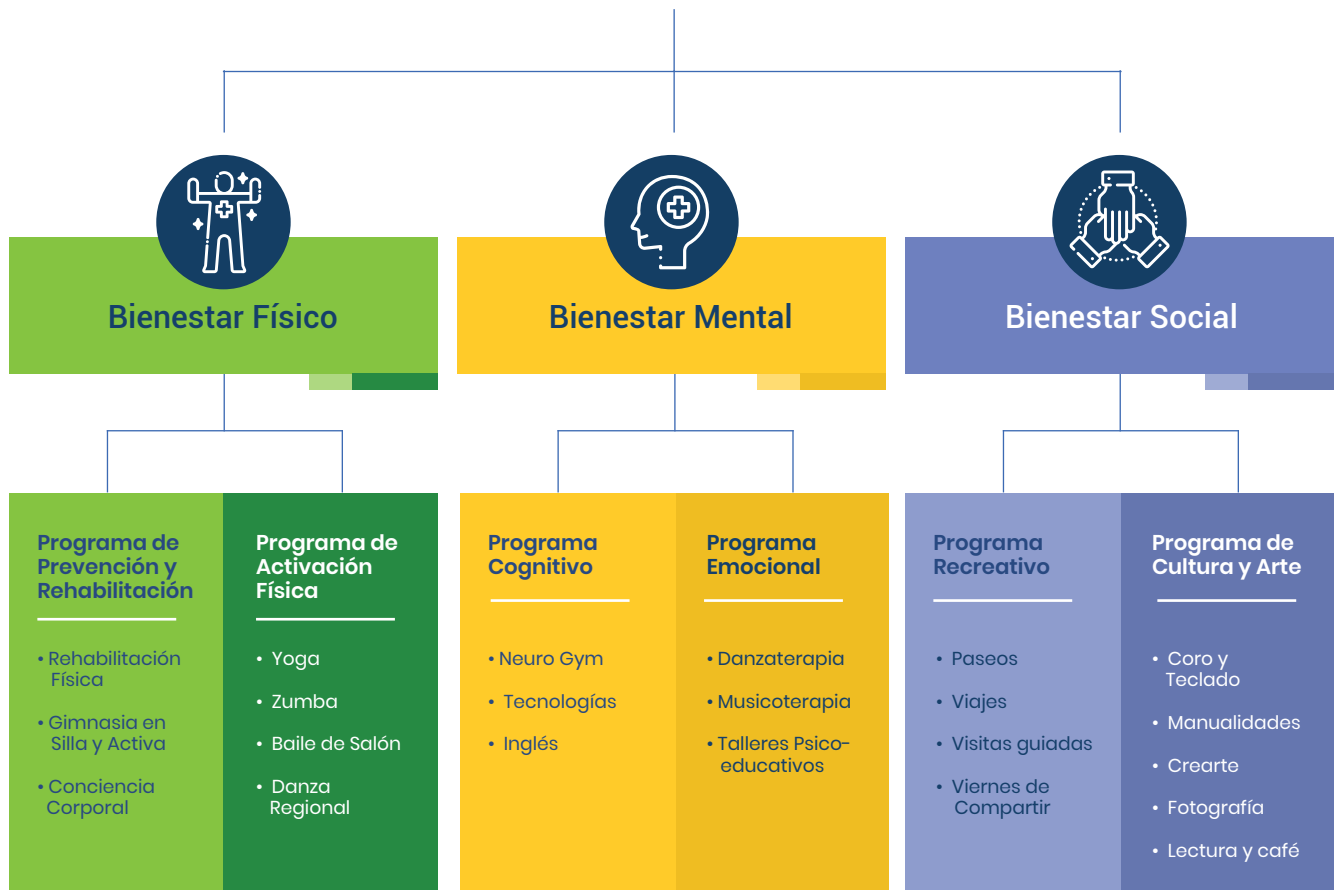 Bienestar Físico
Bienestar Mental
Bienestar Social
Programa de
Prevención y
Rehabilitación
• Rehabilitación
Física
• Gimnasia en
Silla y Activa
• Conciencia
Corporal
Programa de
Activación
Física
• Yoga
• Zumba
• Baile de Salón
• Danza
Regional
Programa
Cognitivo
• Neuro Gym
• Tecnologías
• Inglés
Programa
Emocional
• Danzaterapia
• Musicoterapia
• Talleres Psico-
educativos
Programa
Recreativo
• Paseos
• Viajes
• Visitas guiadas
• Viernes de
Compartir
Programa de
Cultura y Arte
• Coro y
Teclado
• Manualidades
• Crearte
• Fotografía
• Lectura y café